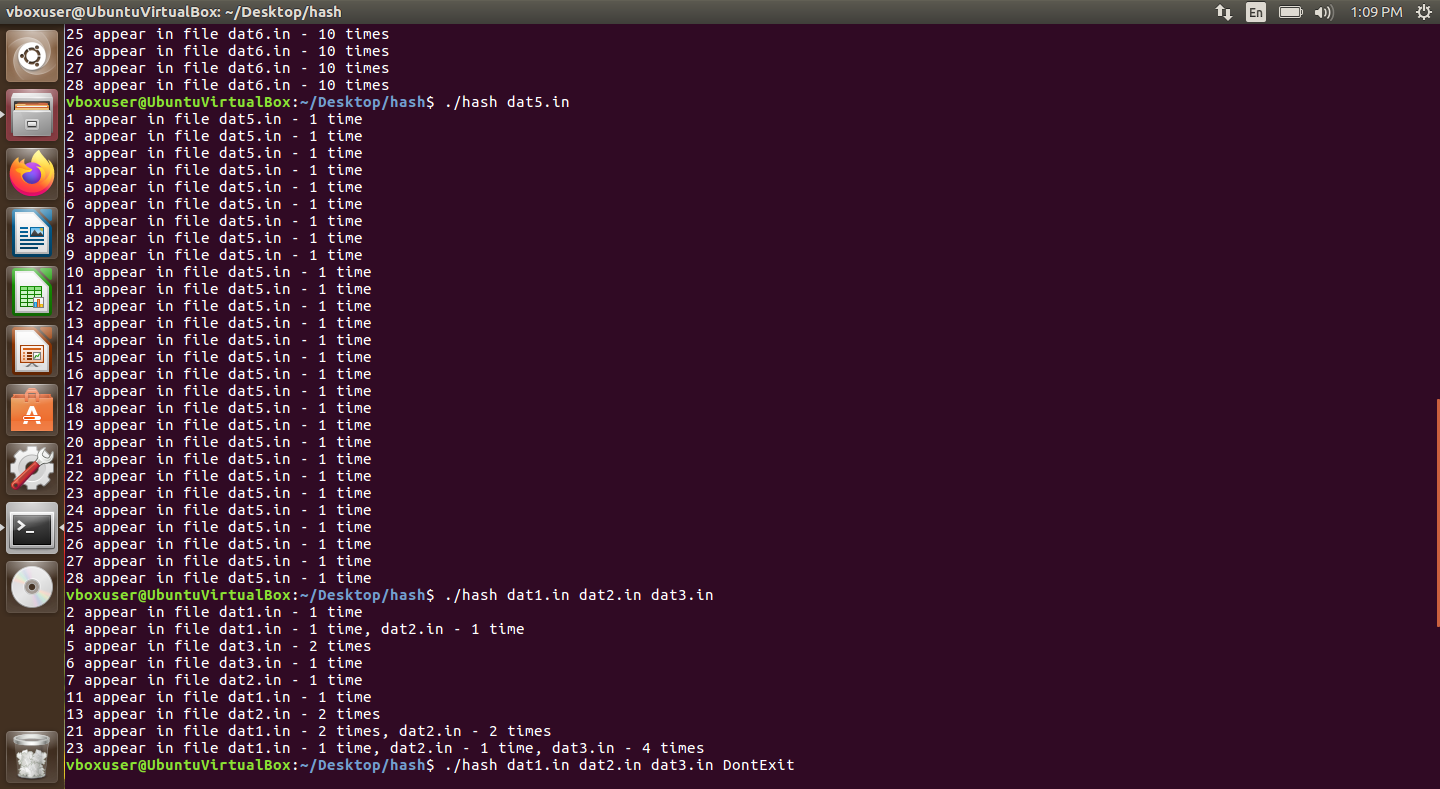 vboxuser@UbuntuVirtualBox: ~/Desktop/hash
En
1:09 PM
25 appear in file dat6.in - 10 times
26 appear in file dat6.in - 10 times
27 appear in file dat6.in - 10 times
28 appear in file dat6.in - 10 times
vboxuser@UbuntuVirtualBox:~/Desktop/hash$ ./hash dat5.in
1 appear in file dat5.in - 1 time
2 appear in file dat5.in - 1 time
3 appear in file dat5.in - 1 time
4 appear in file dat5.in - 1 time
5 appear in file dat5.in - 1 time
6 appear in file dat5.in - 1 time
7 appear in file dat5.in - 1 time
8 appear in file dat5.in - 1 time
9 appear in file dat5.in - 1 time
10 appear in file dat5.in - 1 time
11 appear in file dat5.in - 1 time
12 appear in file dat5.in - 1 time
13 appear in file dat5.in - 1 time
14 appear in file dat5.in - 1 time
15 appear in file dat5.in - 1 time
16 appear in file dat5.in - 1 time
17 appear in file dat5.in - 1 time
18 appear in file dat5.in - 1 time
19 appear in file dat5.in - 1 time
20 appear in file dat5.in - 1 time
21 appear in file dat5.in - 1 time
22 appear in file dat5.in - 1 time
23 appear in file dat5.in - 1 time
24 appear in file dat5.in - 1 time
25 appear in file dat5.in - 1 time
26 appear in file dat5.in - 1 time
27 appear in file dat5.in - 1 time
28 appear in file dat5.in - 1 time
vboxuser@UbuntuVirtualBox:~/Desktop/hash$ ./hash dat1.in dat2.in dat3.in
2 appear in file dat1.in - 1 time
4 appear in file dat1.in - 1 time, dat2.in - 1 time
5 appear in file dat3.in - 2 times
6 appear in file dat3.in - 1 time
7 appear in file dat2.in - 1 time
11 appear in file dat1.in - 1 time
13 appear in file dat2.in - 2 times
21 appear in file dat1.in - 2 times, dat2.in - 2 times
23 appear in file dat1.in - 1 time, dat2.in - 1 time, dat3.in - 4 times
vboxuser@UbuntuVirtualBox:~/Desktop/hash$ ./hash dat1.in dat2.in dat3.in DontExit